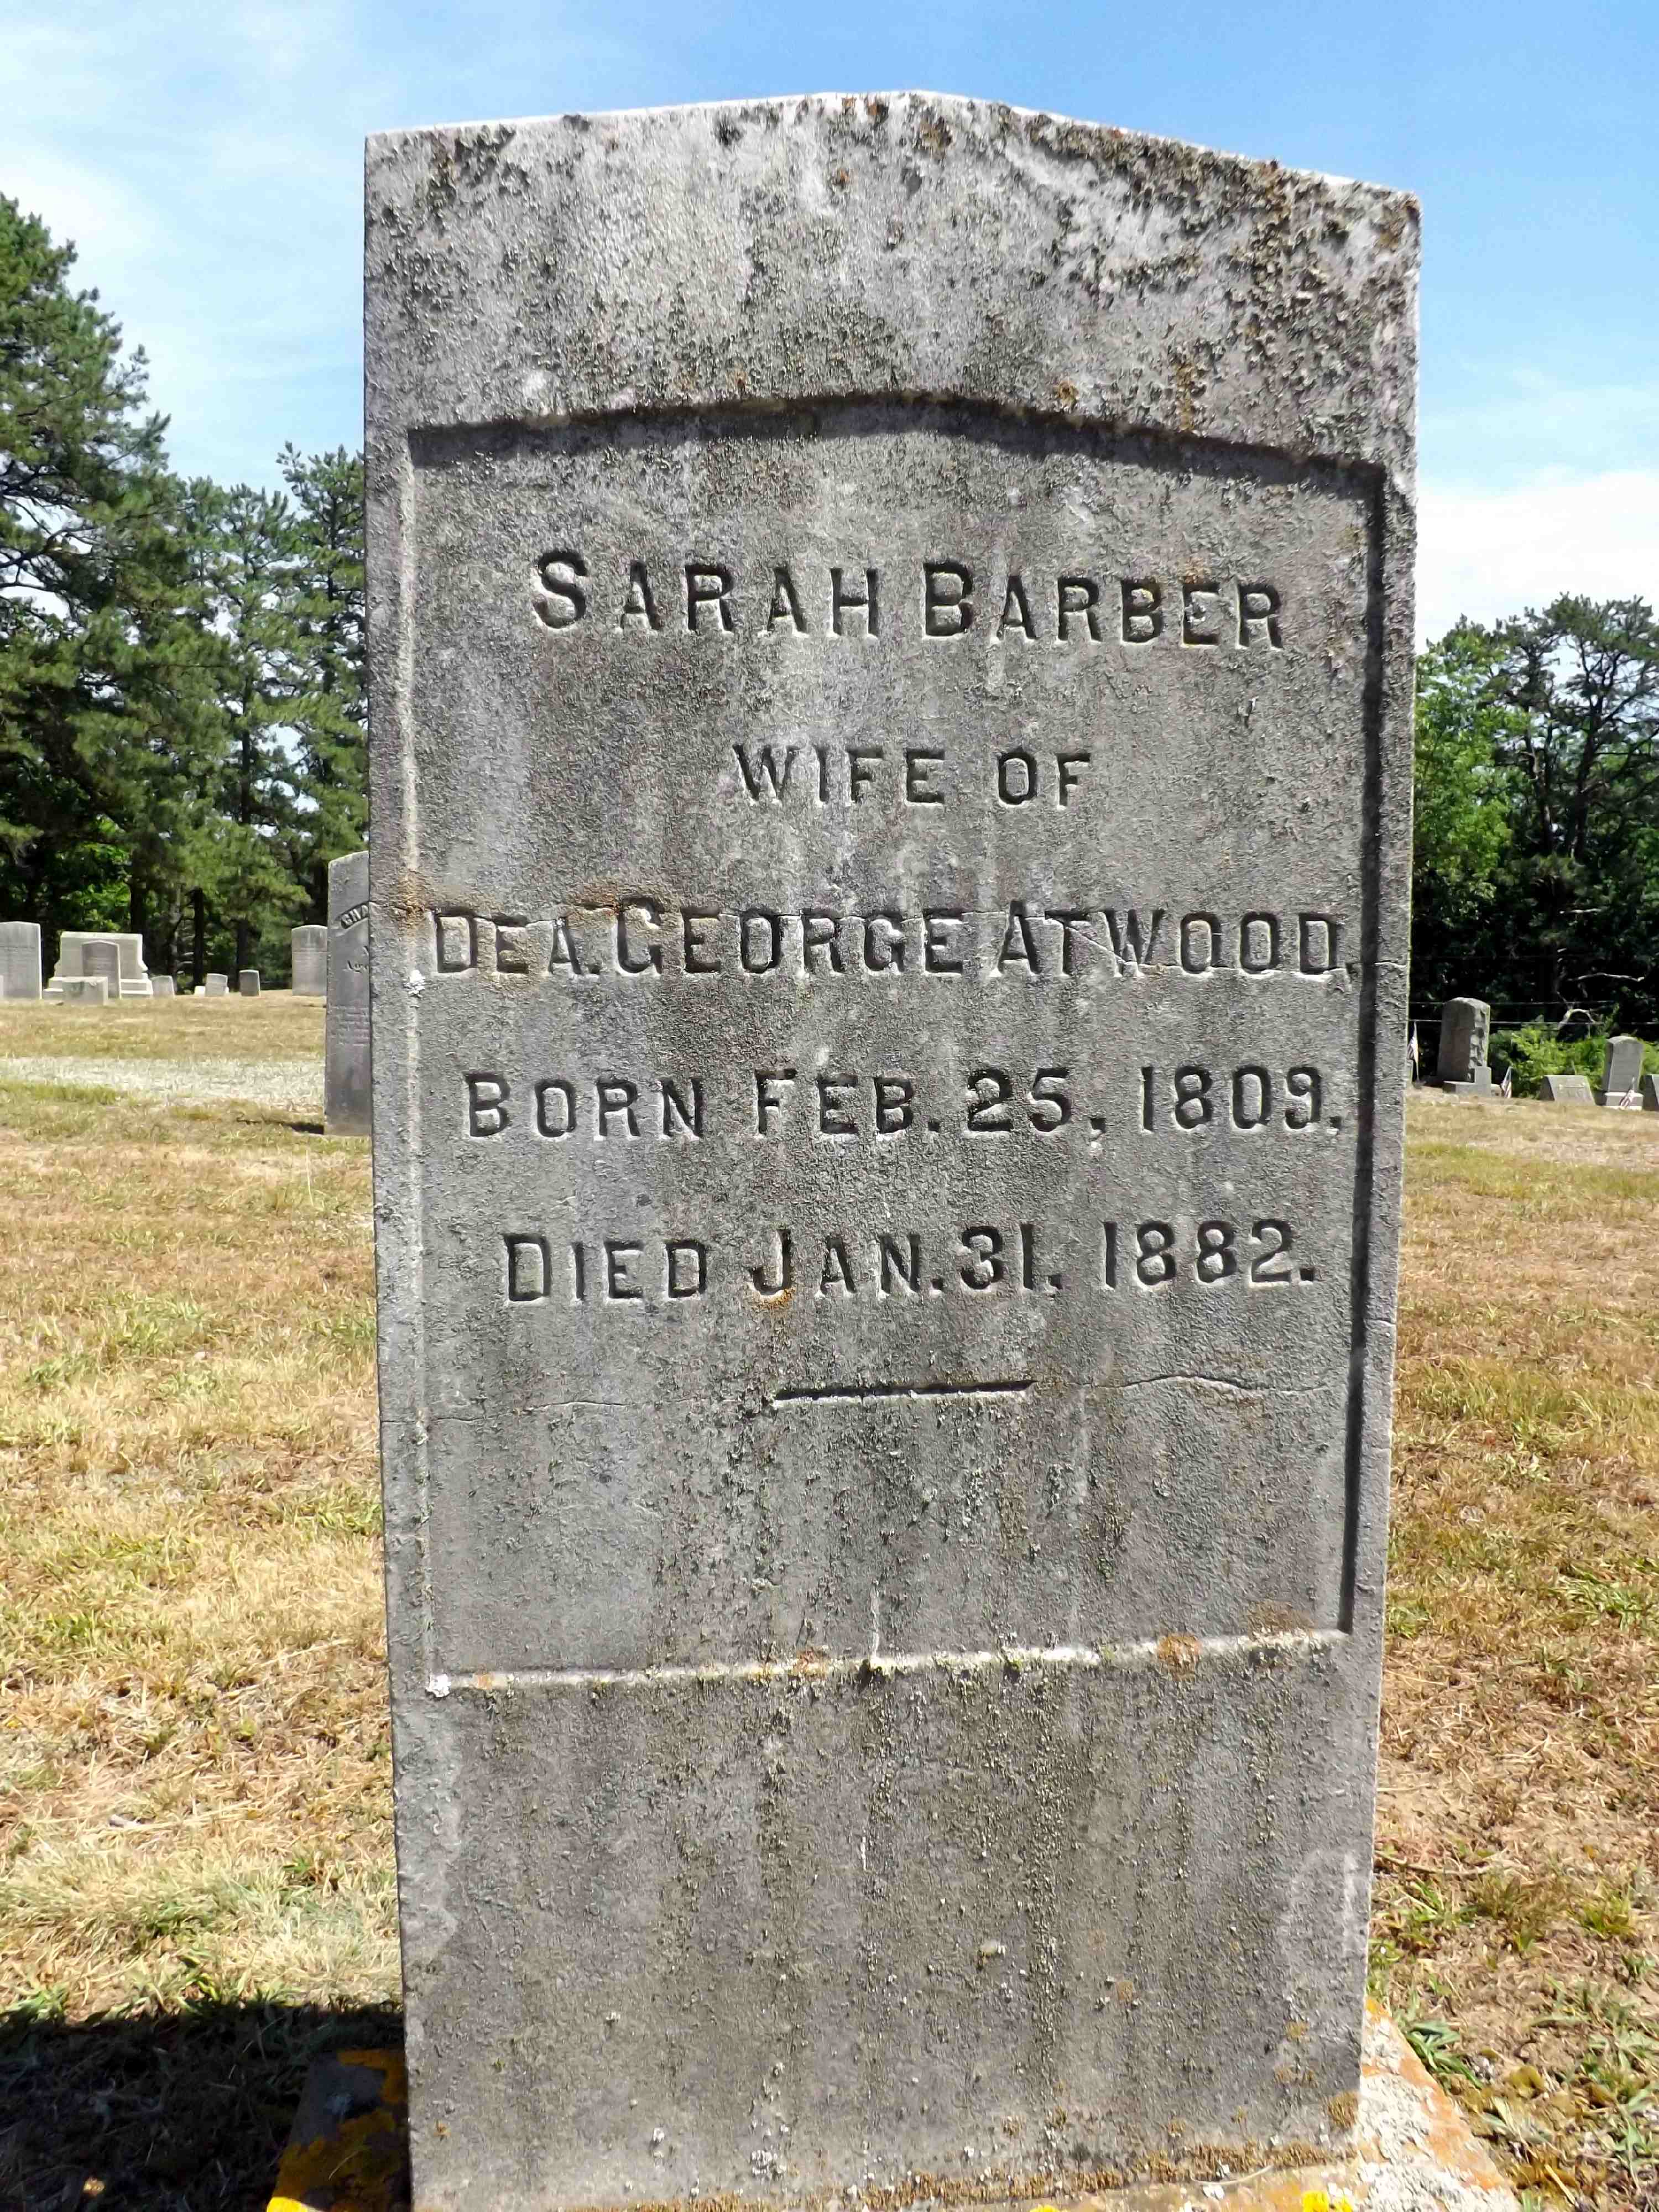 SARAH BARBER
WIFE OF
DEA. GEORGE ATWOOD,
BORN FEB. 25, 1809.
DIED JAN. 31, 1882.